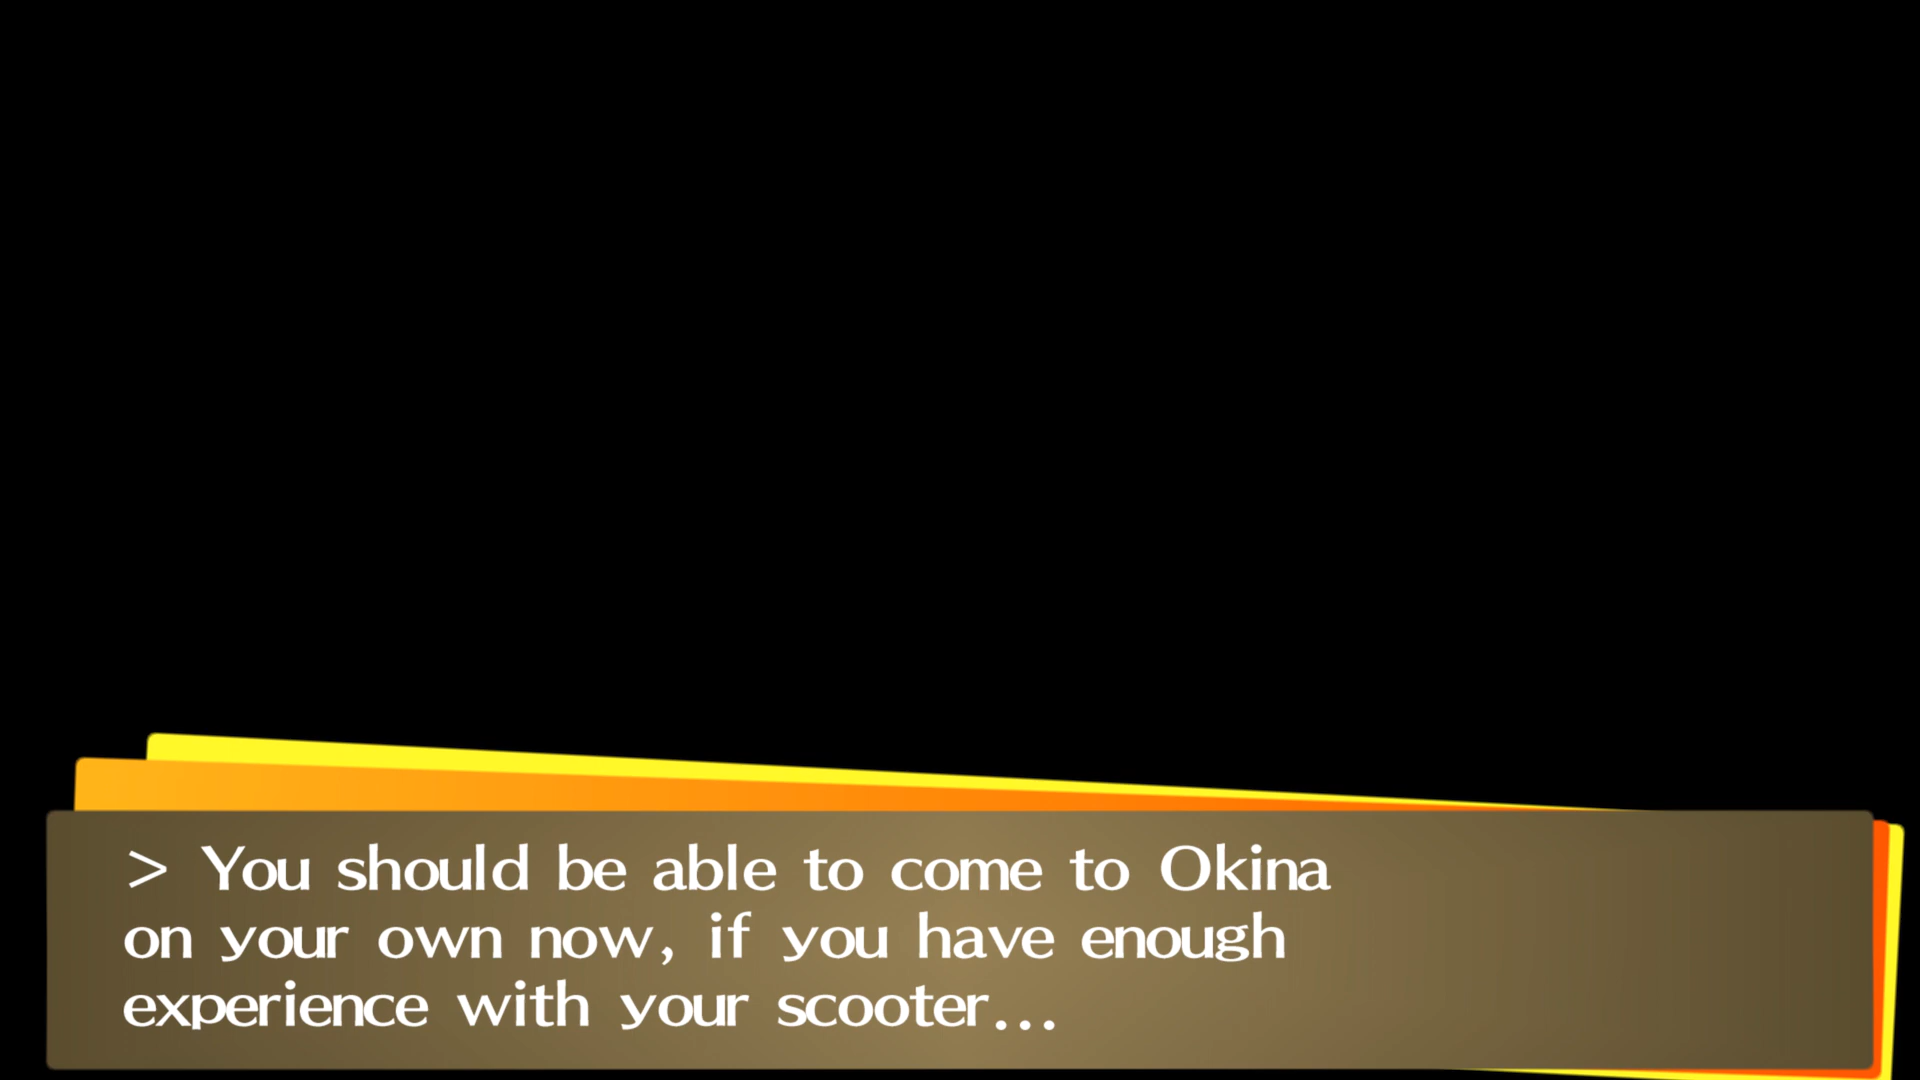 > You should be able to come to Okina
on your own now, if you have enough
experience with your scooter...